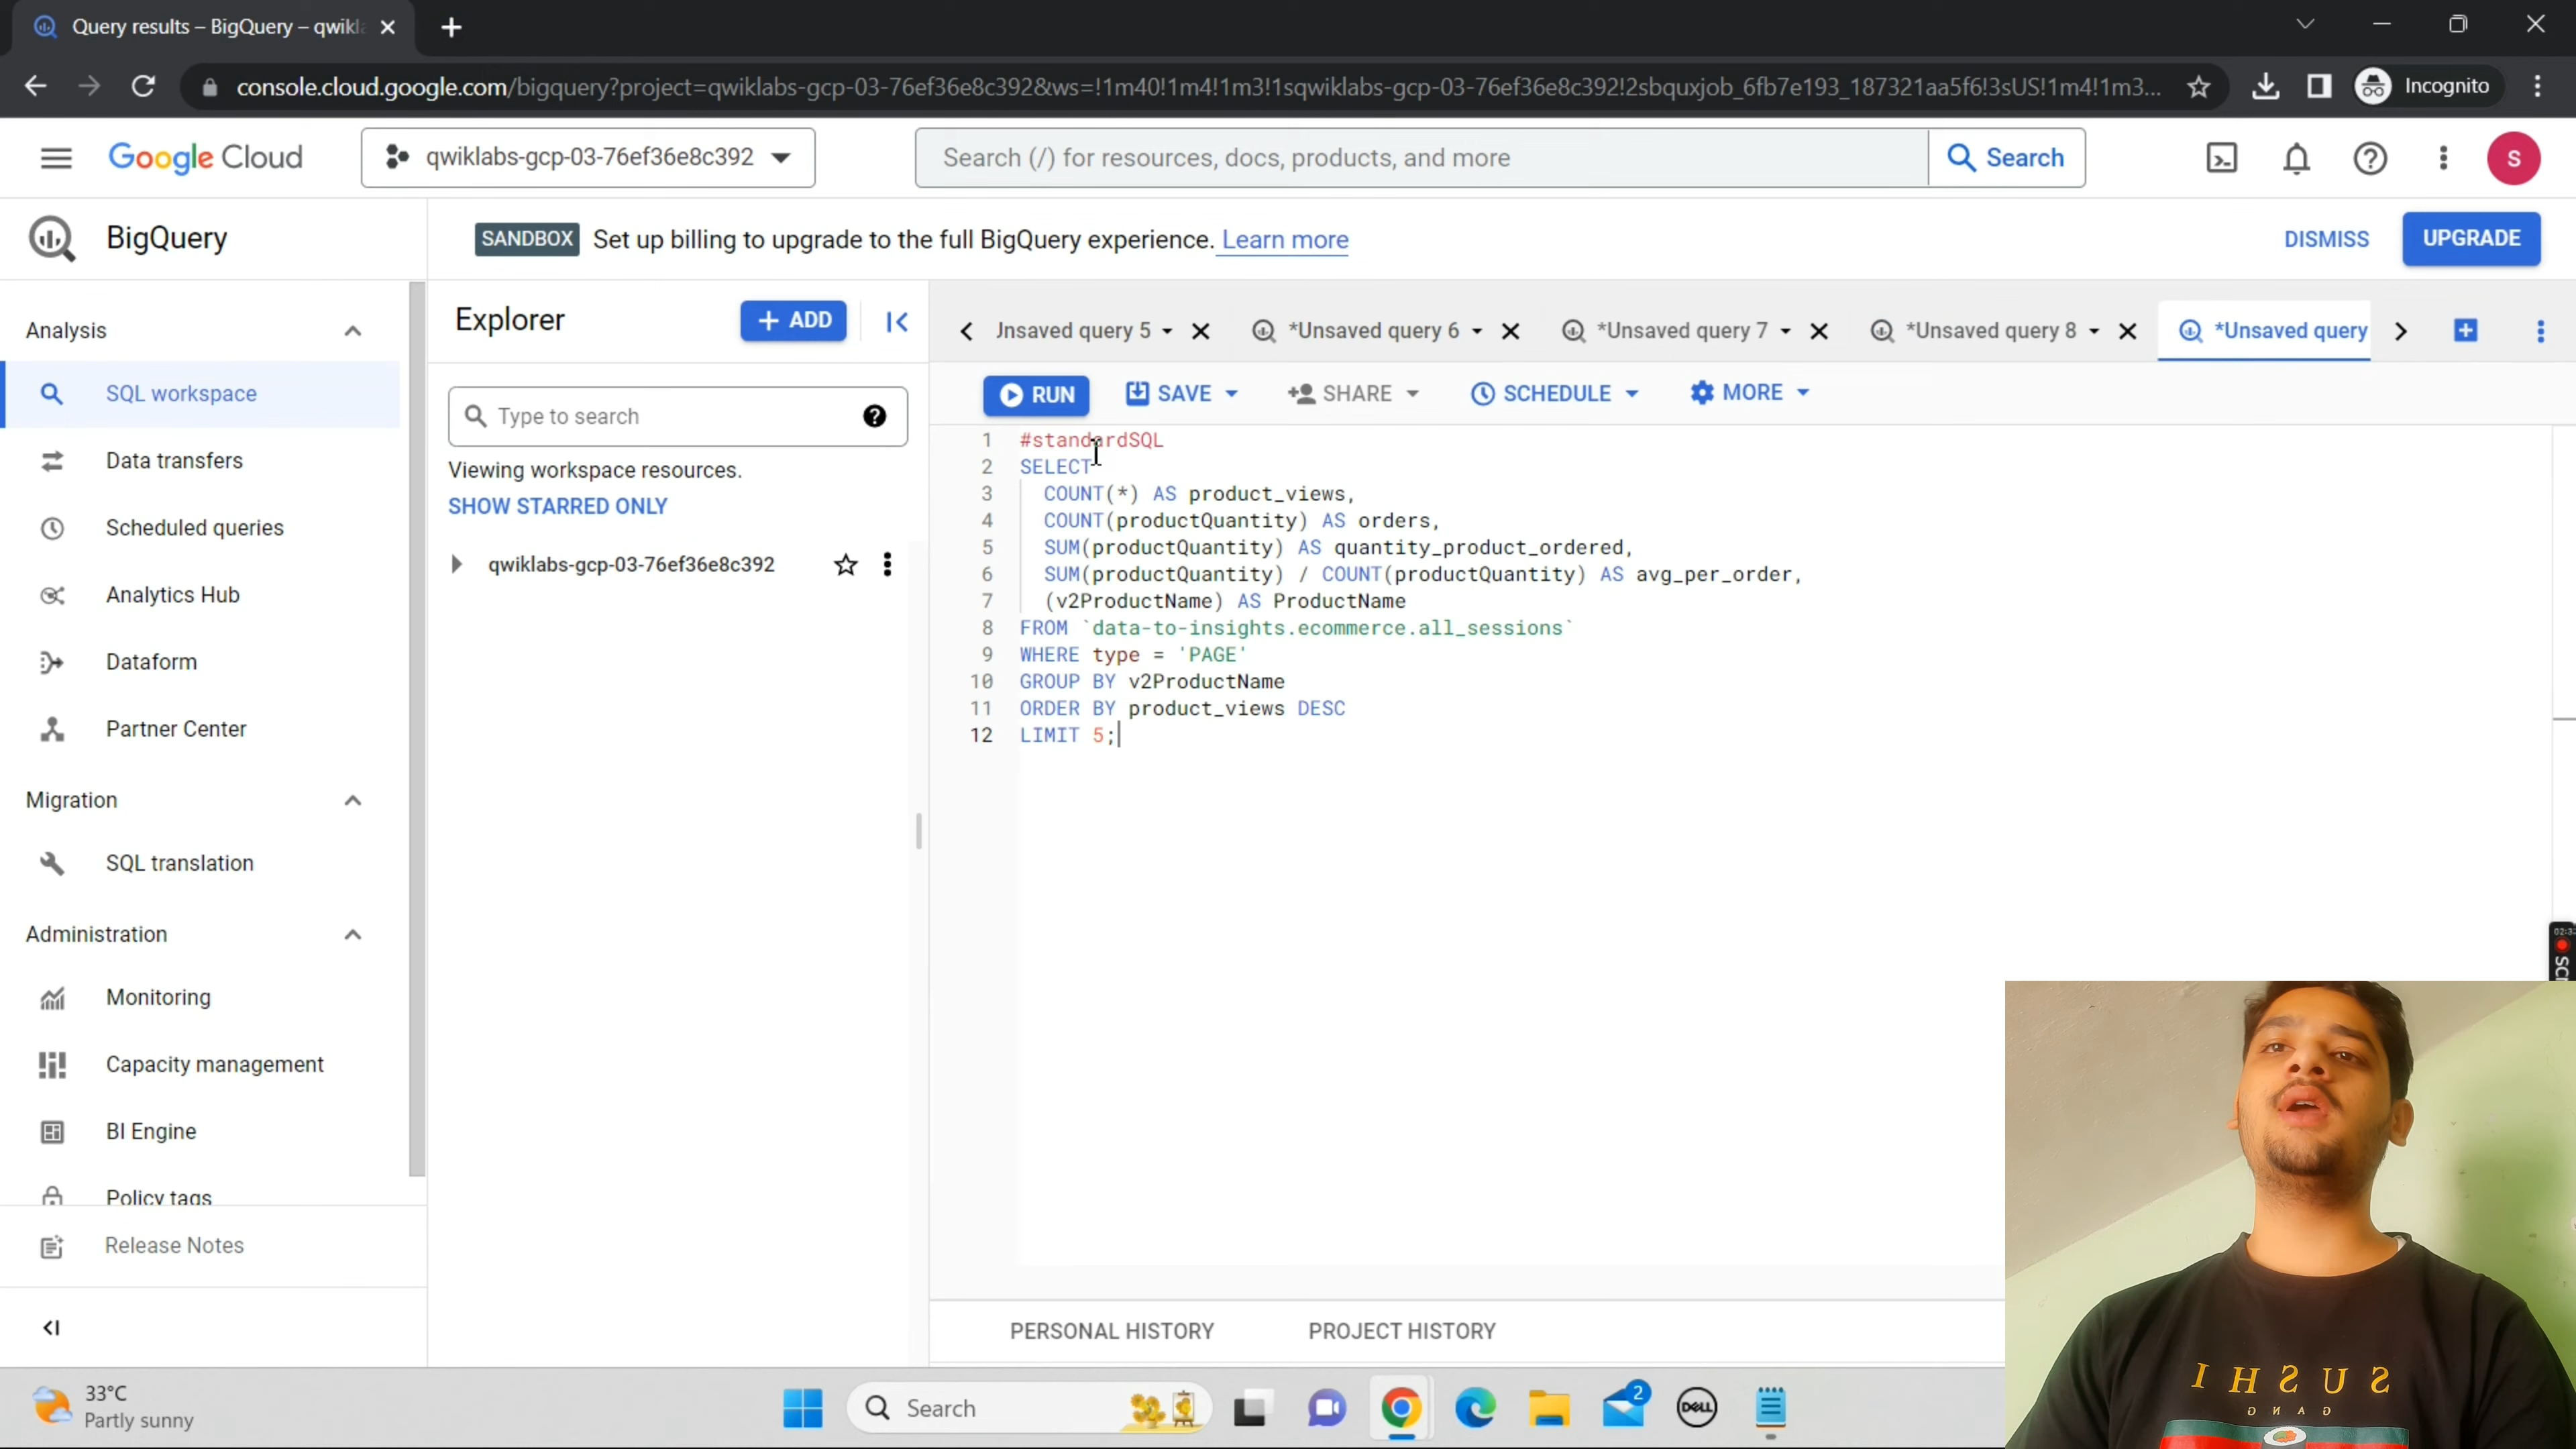 Query results – BigQuery – qwikla
console.cloud.google.com/bigquery?project=qwiklabs-gcp-03-76ef36e8c392&ws=!1m40!1m4!1m3!1sqwiklabs-gcp-03-76ef36e8c392!2sbquxjob_6fb7e193_187321aa5f6!3sUS!1m4!1m3...
Incognito
Google Cloud
qwiklabs-gcp-03-76ef36e8c392
Search (/) for resources, docs, products, and more
Search
S
BigQuery
SANDBOX Set up billing to upgrade to the full BigQuery experience. Learn more
DISMISS
UPGRADE
Analysis
SQL workspace
Data transfers
Scheduled queries
Analytics Hub
Dataform
Partner Center
Migration
SQL translation
Administration
Monitoring
Capacity management
BI Engine
Policy tags
Release Notes
Explorer
+ ADD
Type to search
Viewing workspace resources.
SHOW STARRED ONLY
qwiklabs-gcp-03-76ef36e8c392
Unsaved query 5
*Unsaved query 6
*Unsaved query 7
*Unsaved query 8
*Unsaved query
RUN
SAVE
SHARE
SCHEDULE
MORE
1 #standardSQL
2 SELECT
3 COUNT(*) AS product_views,
4 COUNT(productQuantity) AS orders,
5 SUM(productQuantity) AS quantity_product_ordered,
6 SUM(productQuantity) / COUNT(productQuantity) AS avg_per_order,
7 (v2ProductName) AS ProductName
8 FROM `data-to-insights.ecommerce.all_sessions`
9 WHERE type = 'PAGE'
10 GROUP BY v2ProductName
11 ORDER BY product_views DESC
12 LIMIT 5;
PERSONAL HISTORY
PROJECT HISTORY
SUSHI
GANG
33°C
Partly sunny
Search
2
DELL